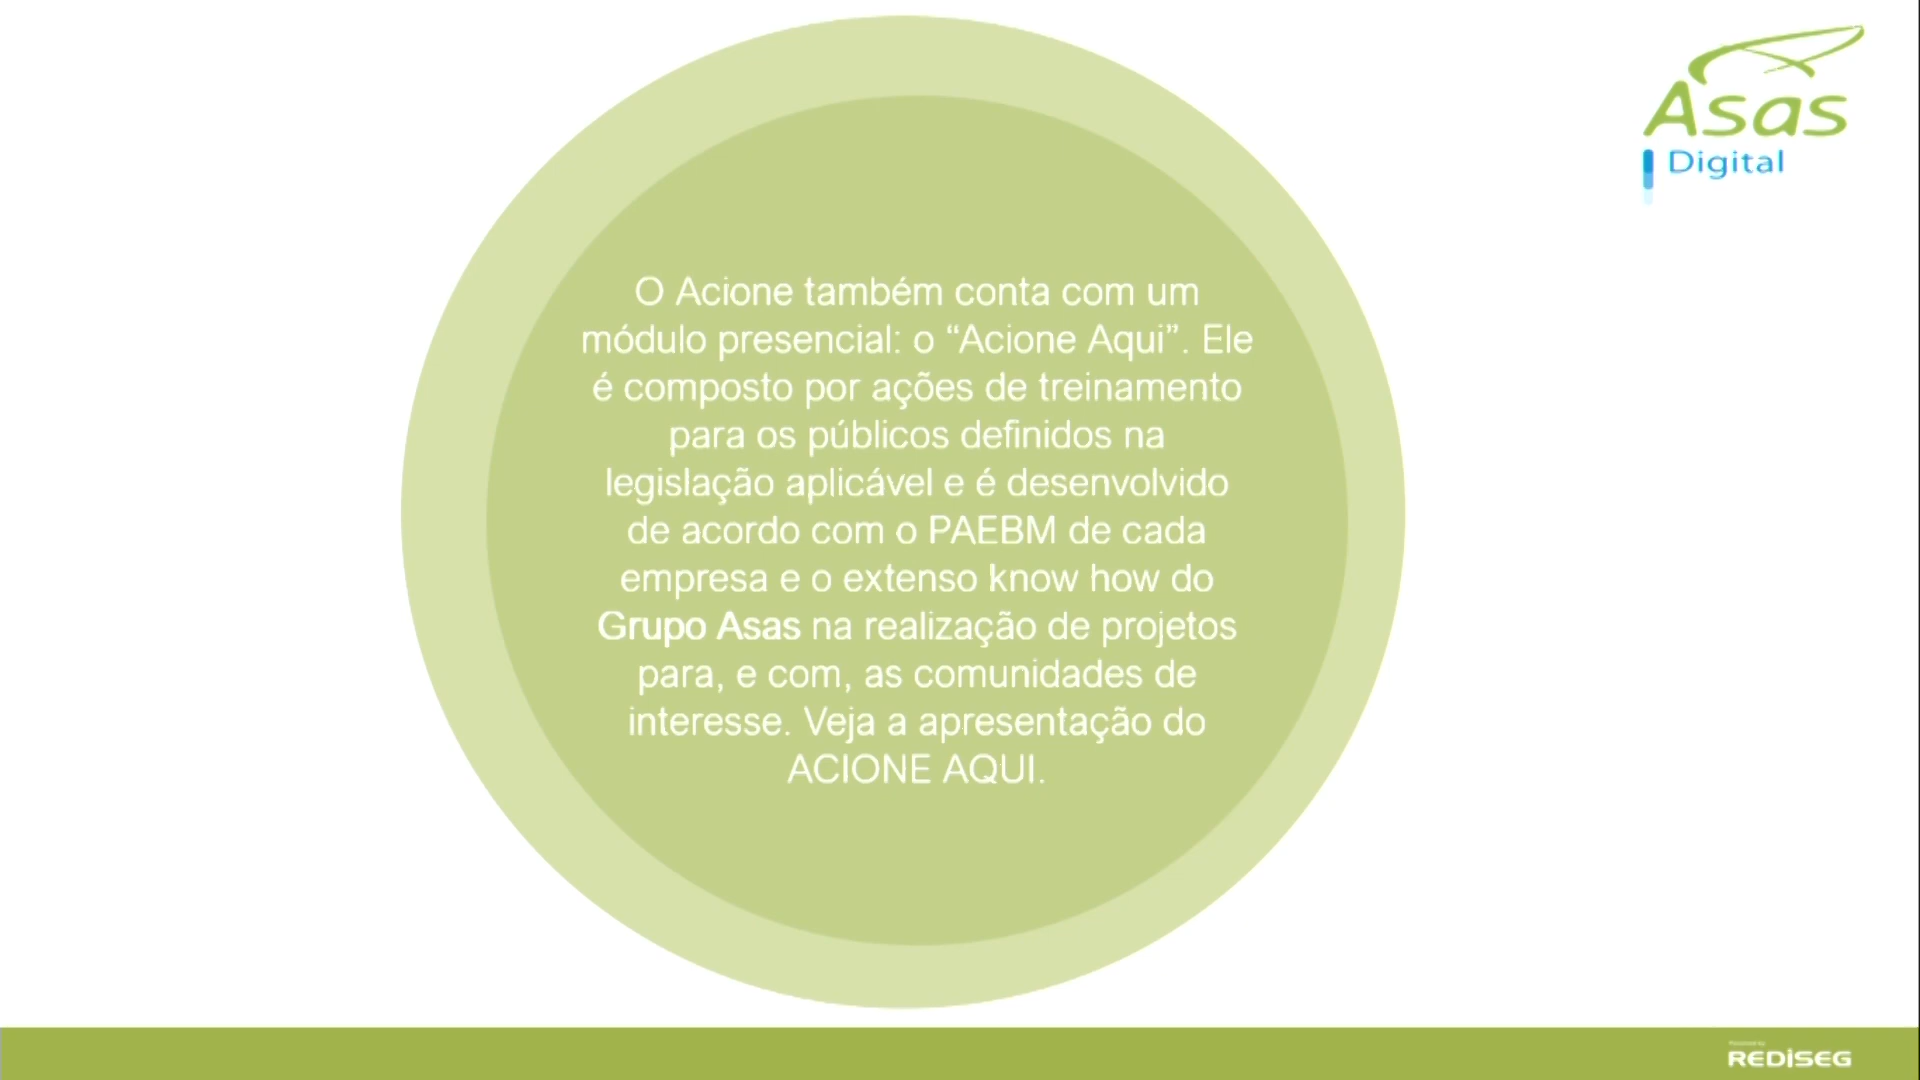 Asas
Digital
O Acione também conta com um
módulo presencial: o “Acione Aqui”. Ele
é composto por ações de treinamento
para os públicos definidos na
legislação aplicável e é desenvolvido
de acordo com o PAEBM de cada
empresa e o extenso know how do
Grupo Asas na realização de projetos
para, e com, as comunidades de
interesse. Veja a apresentação do
ACIONE AQUI.
REDISEG